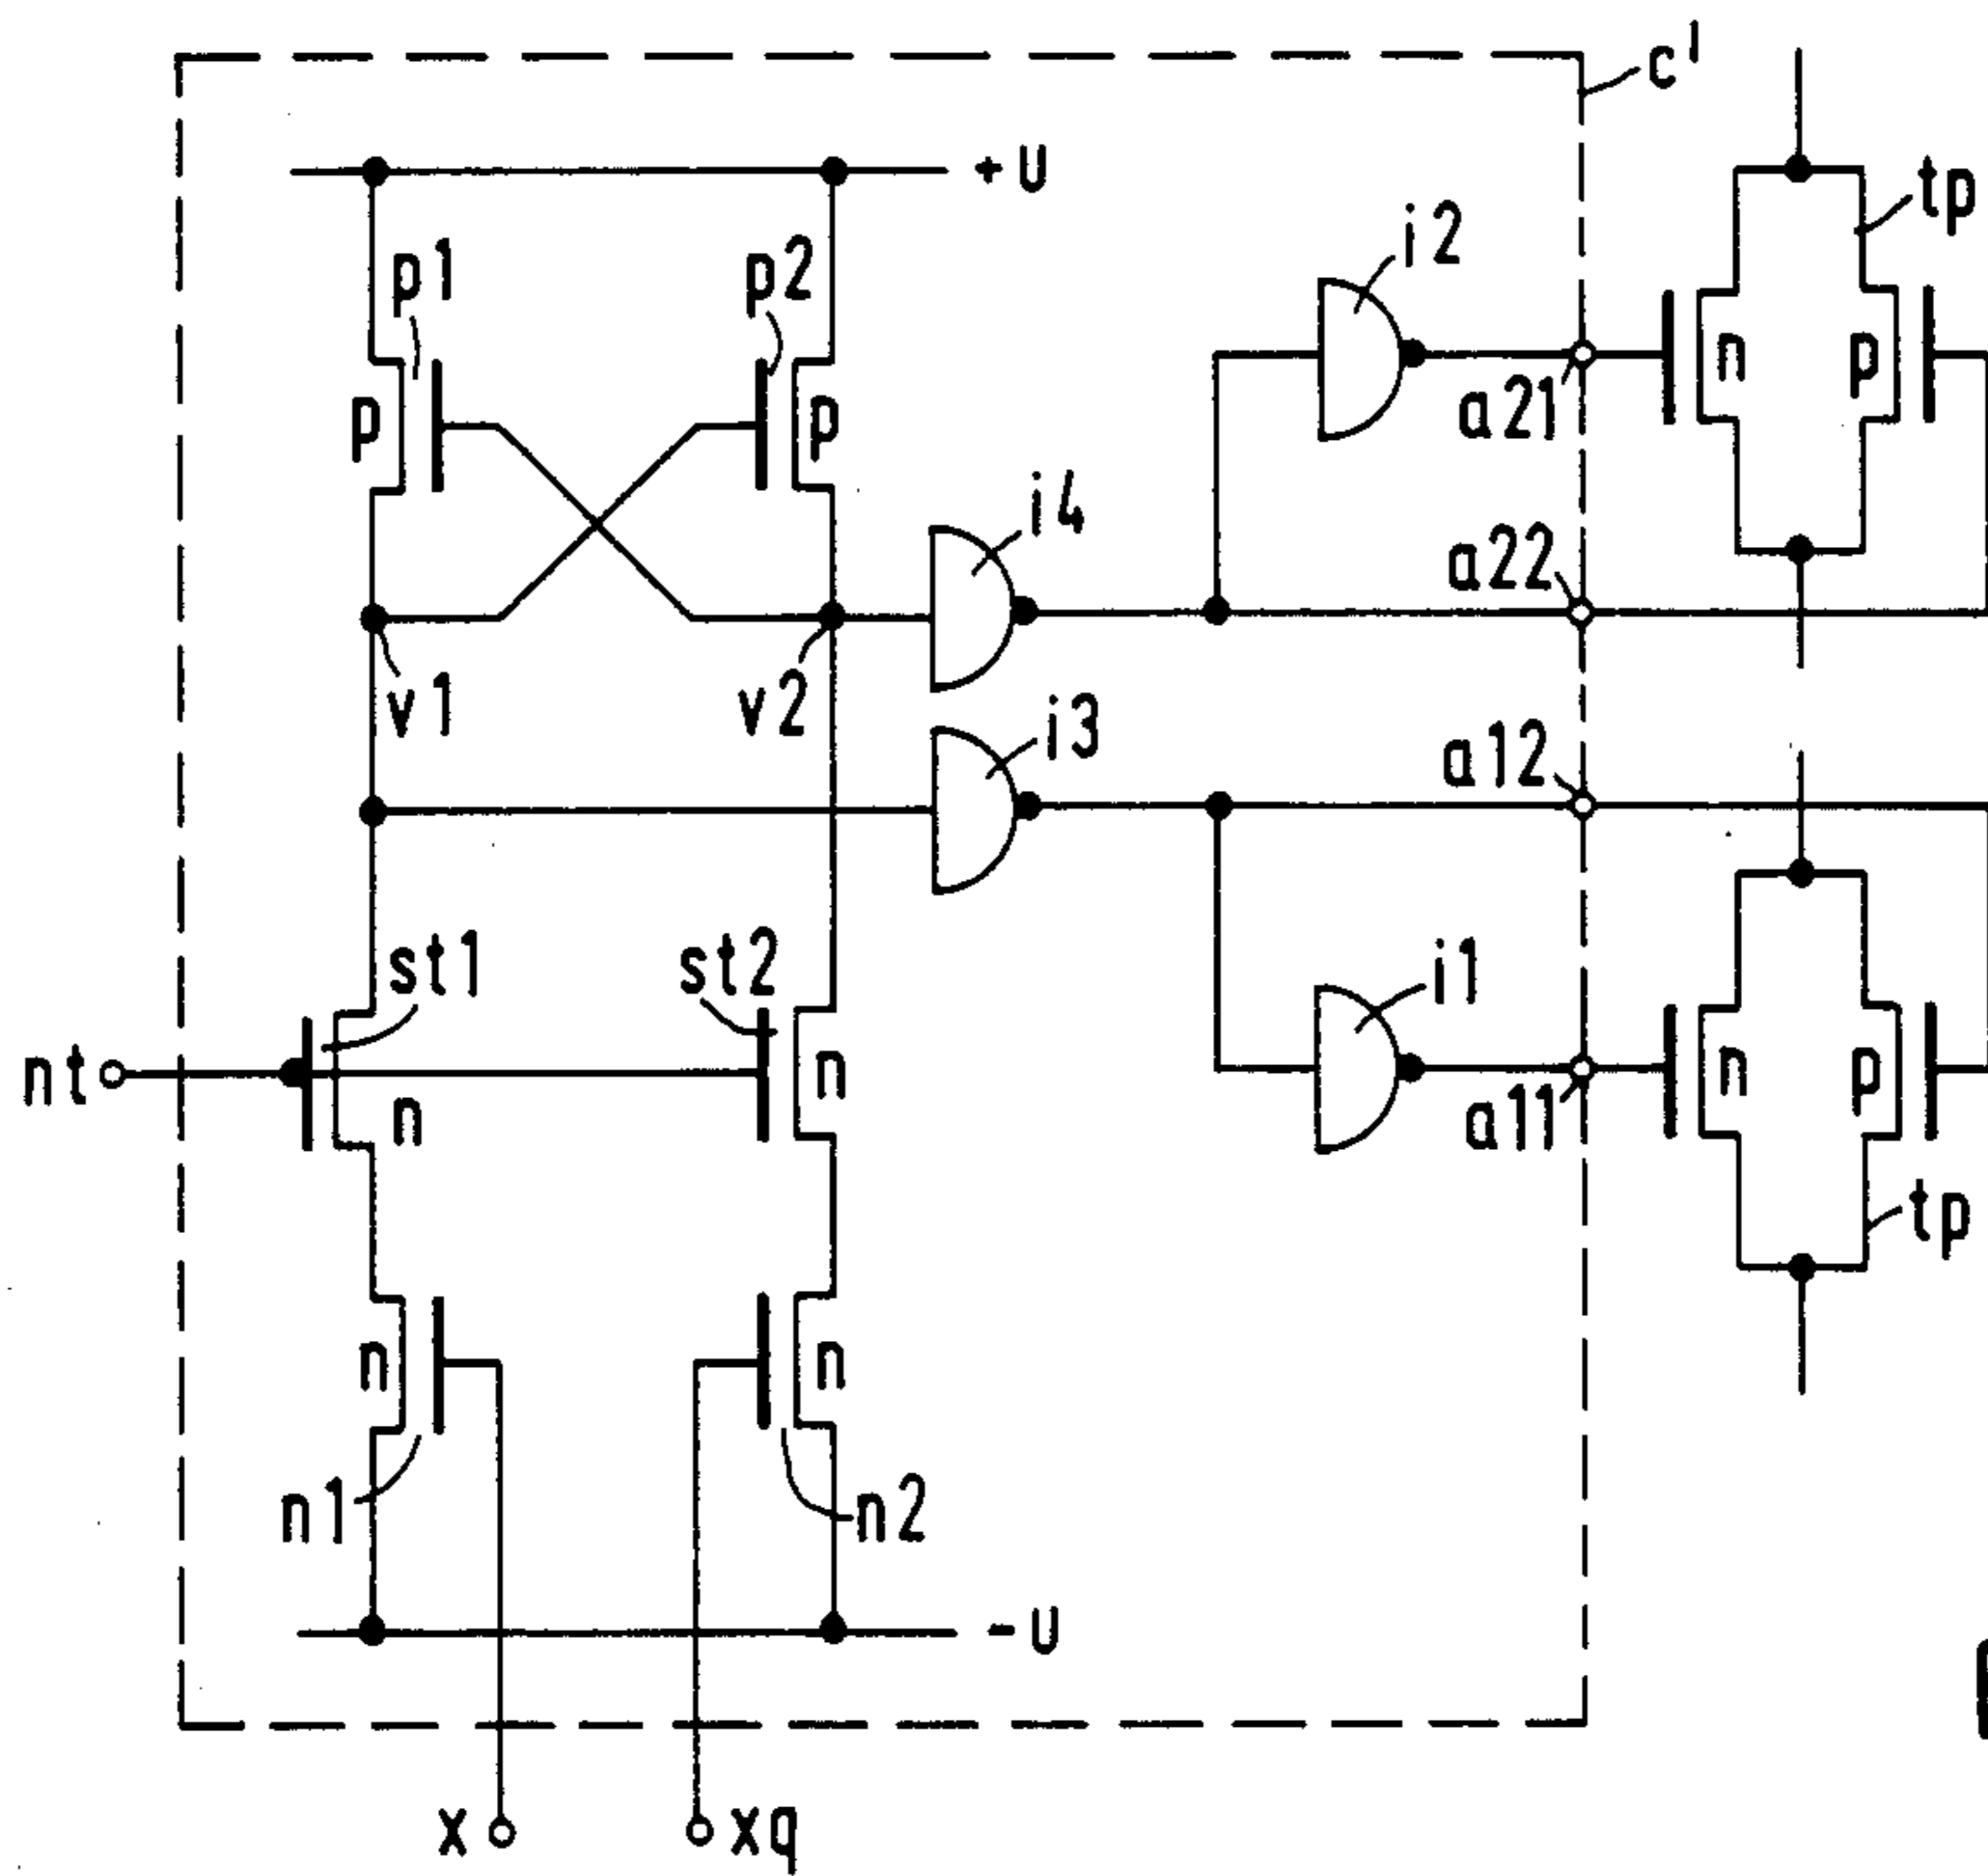 c'
+U
tp
i2
p1
p2
n
p
p
p
a21
i4
a22
v1
v2
i3
a12
st1
st2
i1
nt
n
n
n
p
a11
tp
n
n
n1
n2
-U
x
xq